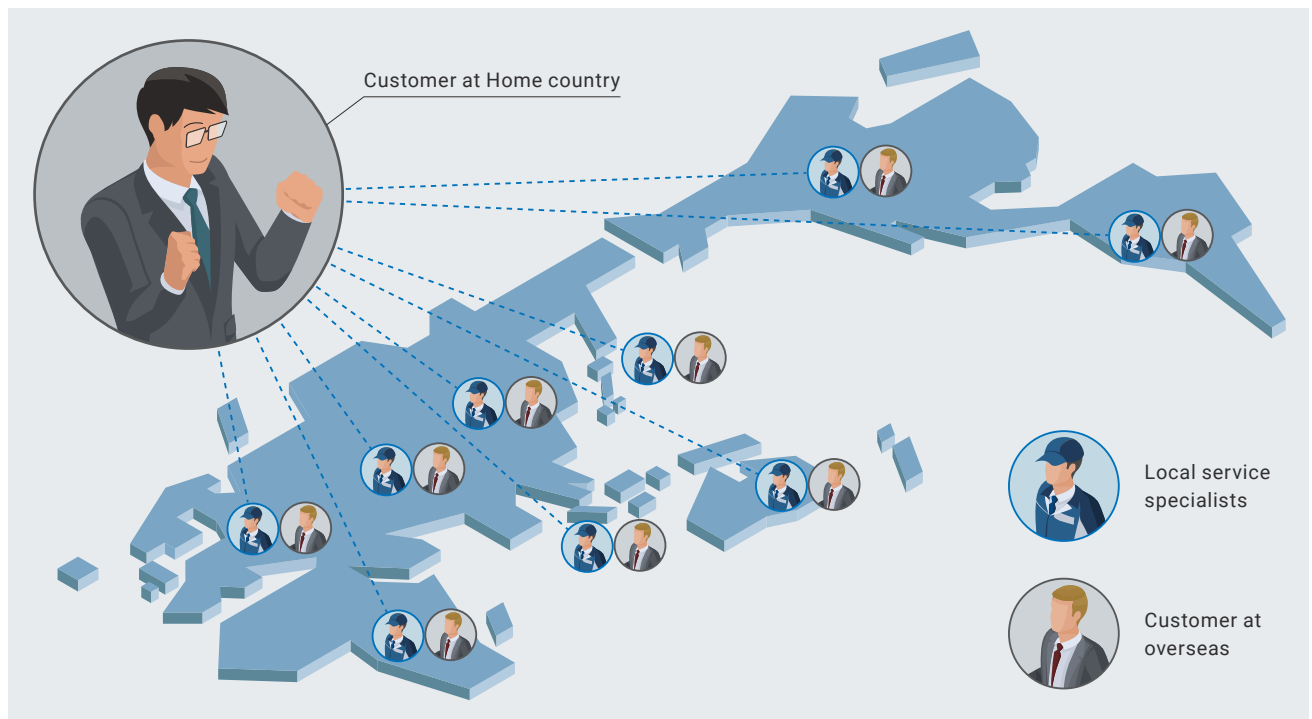 Customer at Home country
Local service
specialists
Customer at
overseas